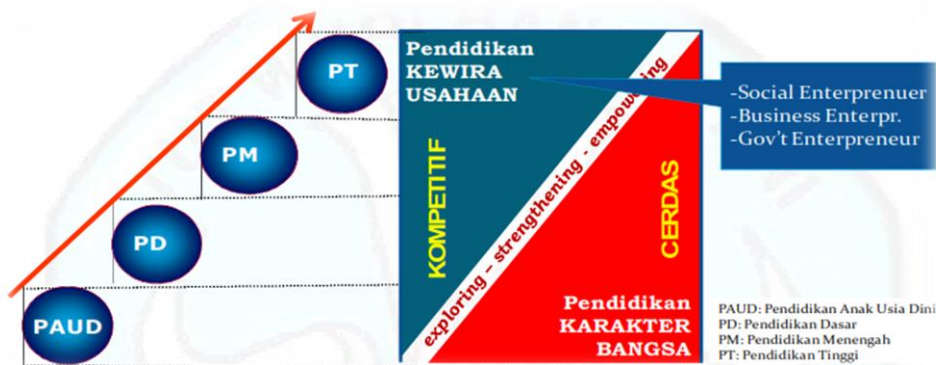 PT
PM
PD
PAUD
Pendidikan
KEWIRA
USAHAAN
KOMPETITIF
exploring – strengthening - empowering
CERDAS
Pendidikan
KARAKTER
BANGSA
-Social Enterprenuer
-Business Enterpr.
-Gov't Enterpreneur
PAUD: Pendidikan Anak Usia Dini
PD: Pendidikan Dasar
PM: Pendidikan Menengah
PT: Pendidikan Tinggi